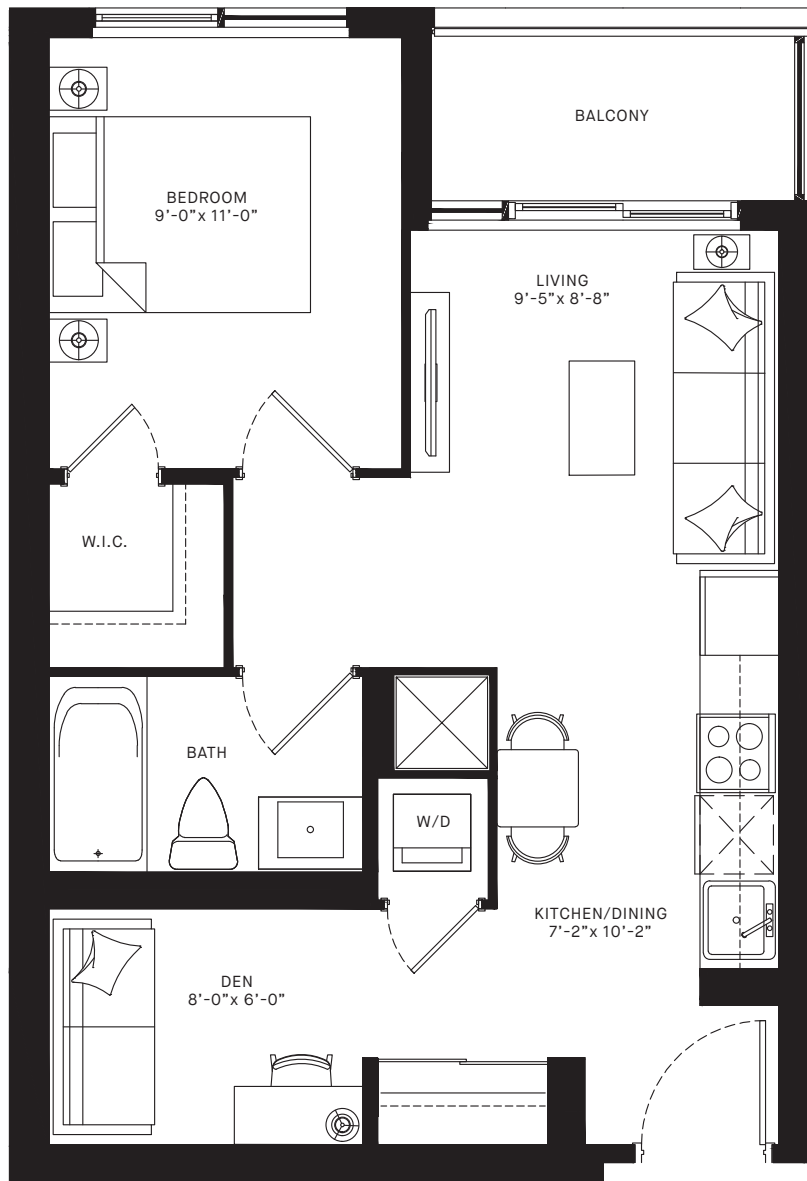 BALCONY
BEDROOM
9’-0”x 11’-0”
LIVING
9’-5”x 8’-8”
W.I.C.
BATH
W/D
KITCHEN/DINING
7’-2”x 10’-2”
DEN
8’-0”x 6’-0”